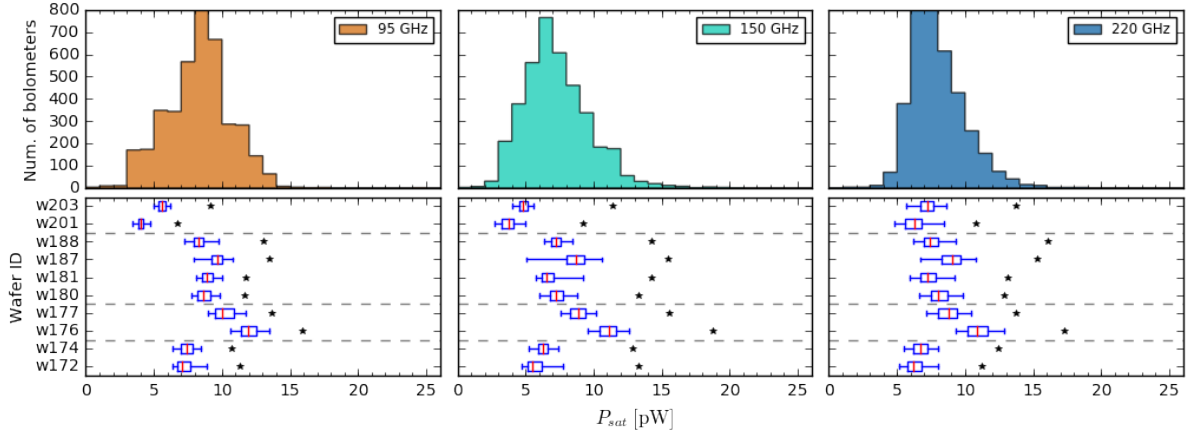 800
700
600
500
400
300
200
100
0
Num. of bolometers
95 GHz
150 GHz
220 GHz
Wafer ID
w203
w201
w188
w187
w181
w180
w177
w176
w174
w172
0 5 10 15 20 25
0 5 10 15 20 25
0 5 10 15 20 25
P_sat [pW]